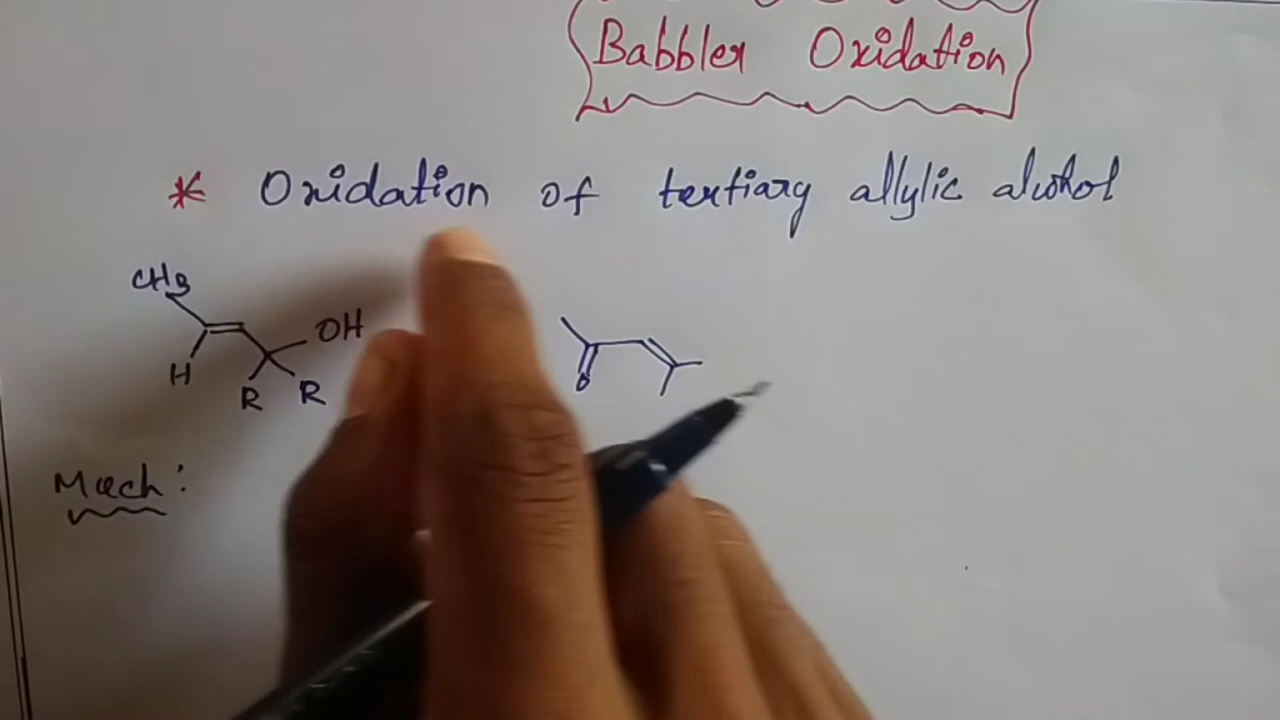 Babbler Oxidation
* Oxidation of tertiary allylic alcohol
CH3
OH
H
R R
O
Mech: